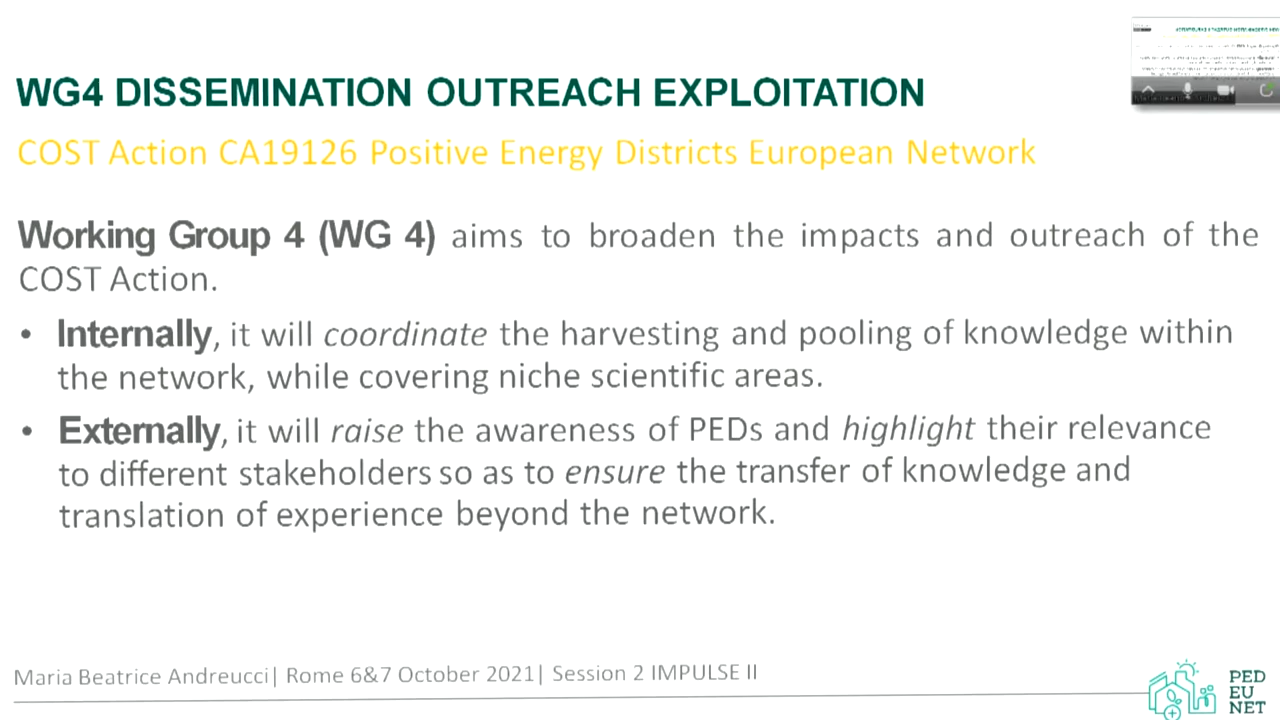 WG4 DISSEMINATION OUTREACH EXPLOITATION
COST Action CA19126 Positive Energy Districts European Network
Working Group 4 (WG 4) aims to broaden the impacts and outreach of the
COST Action.
• Internally, it will coordinate the harvesting and pooling of knowledge within
the network, while covering niche scientific areas.
• Externally, it will raise the awareness of PEDs and highlight their relevance
to different stakeholders so as to ensure the transfer of knowledge and
translation of experience beyond the network.
Maria Beatrice Andreucci| Rome 6&7 October 2021| Session 2 IMPULSE II
PED
EU
NET